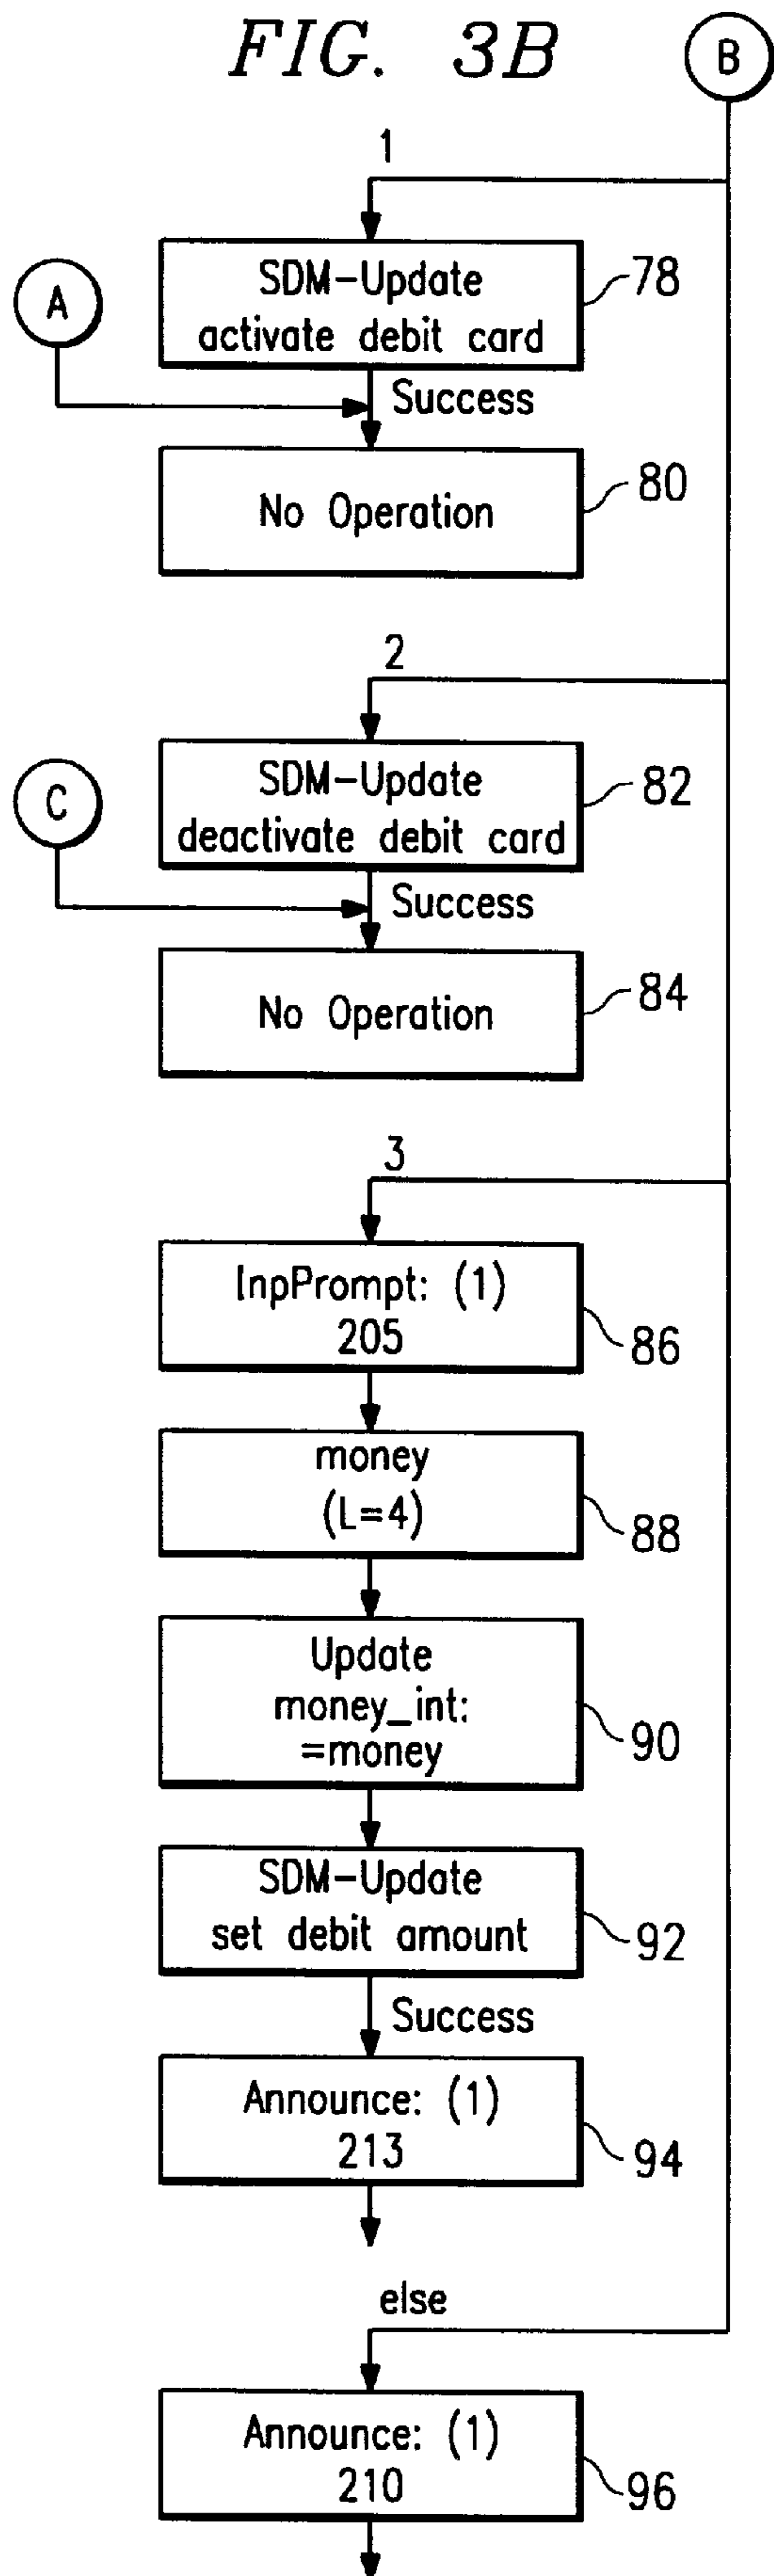 FIG. 3B
B
1
SDM-Update
activate debit card
78
A
Success
No Operation
80
2
SDM-Update
deactivate debit card
82
C
Success
No Operation
84
3
InpPrompt: (1)
205
86
money
(L=4)
88
Update
money_int:
=money
90
SDM-Update
set debit amount
92
Success
Announce: (1)
213
94
else
Announce: (1)
210
96